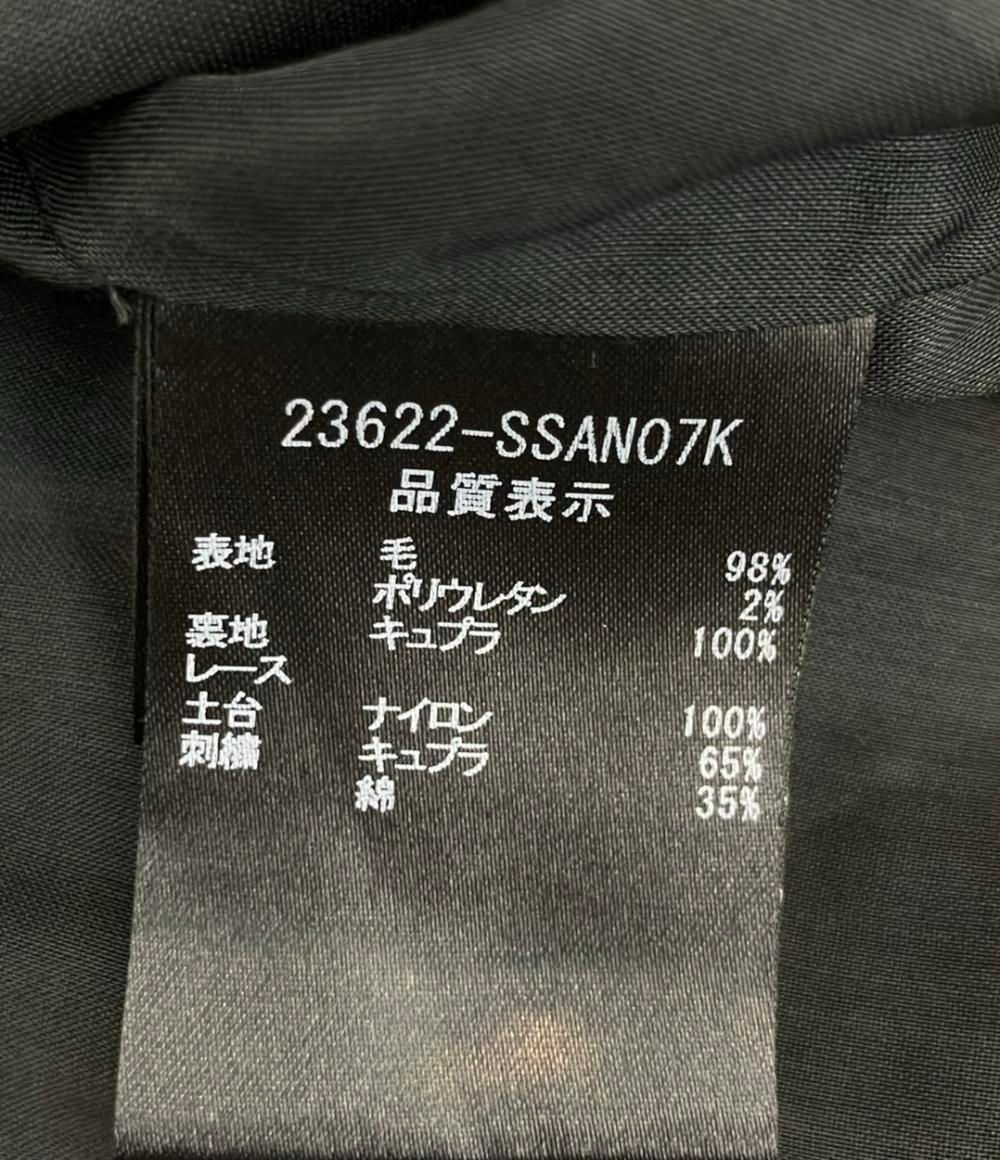 23622-SSAN07K
品質表示
表地 毛 98%
ポリウレタン 2%
裏地 キュプラ 100%
レース
土台 ナイロン 100%
刺繍 キュプラ 65%
綿 35%